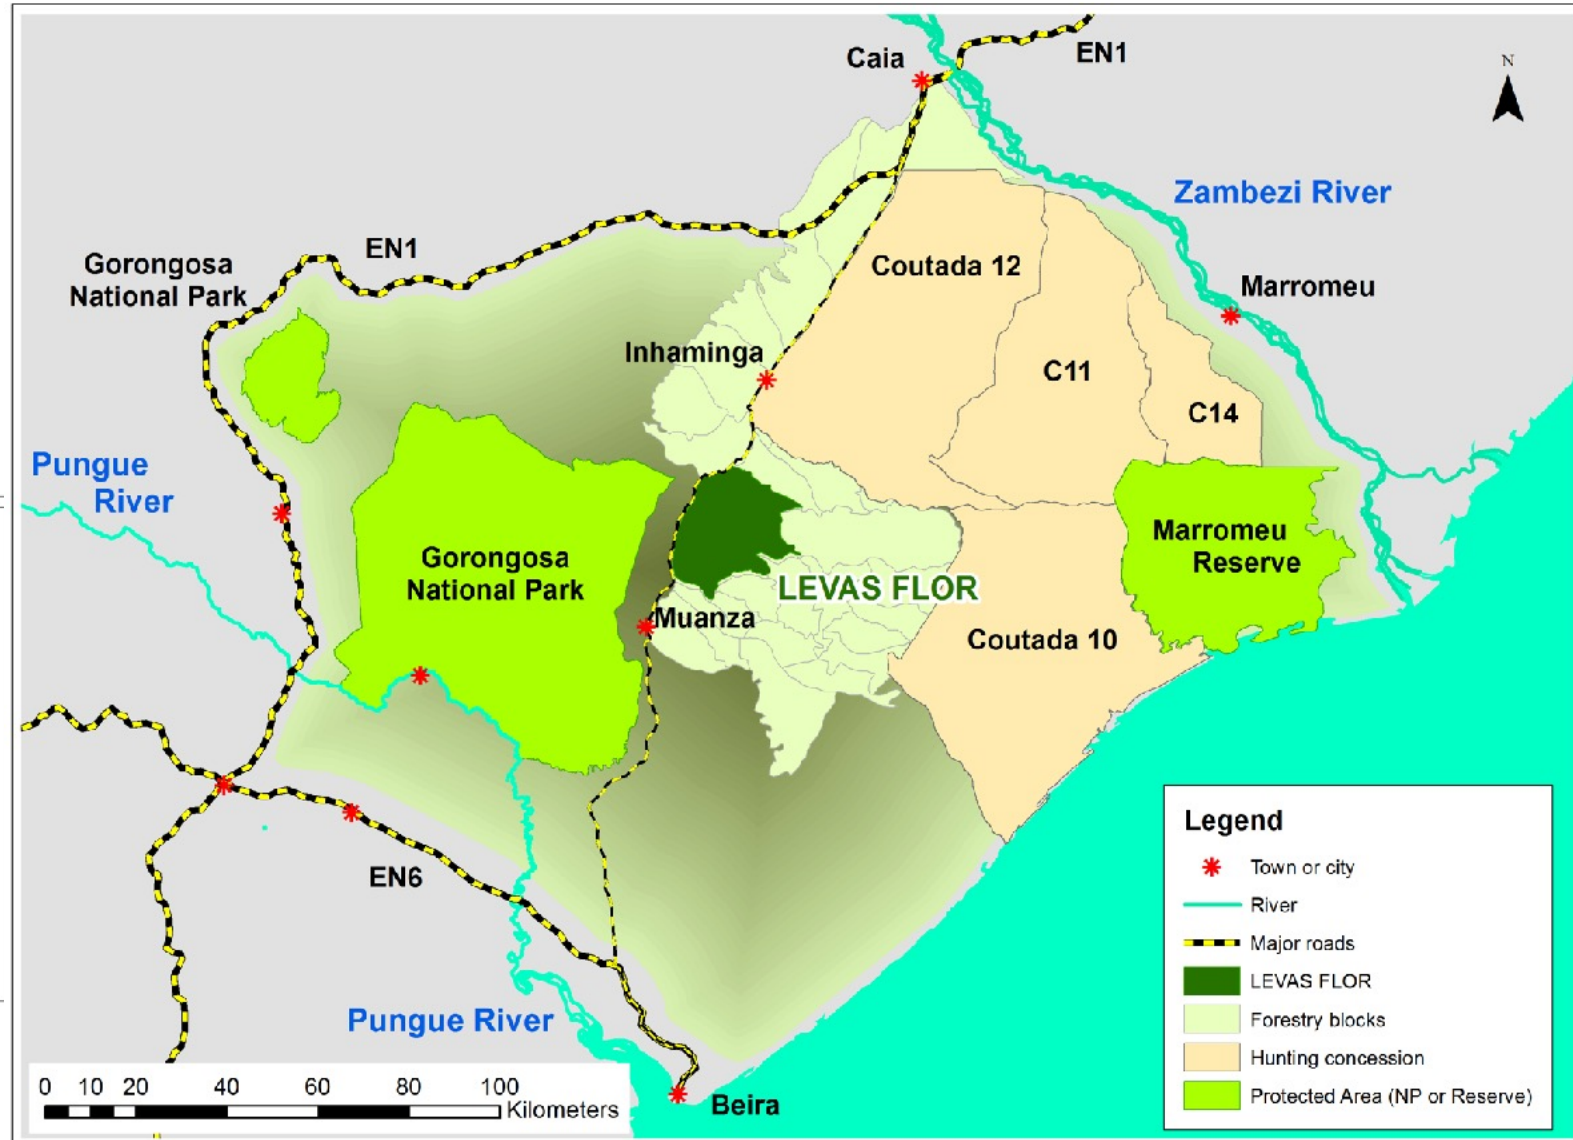 Caia
EN1
N
Zambezi River
EN1
Gorongosa
National Park
Coutada 12
Marromeu
Inhaminga
C11
C14
Pungue
River
Gorongosa
National Park
Marromeu
Reserve
LEVAS FLOR
Muanza
Coutada 10
EN6
Pungue River
Beira
0 10 20 40 60 80 100
Kilometers
Legend
Town or city
River
Major roads
LEVAS FLOR
Forestry blocks
Hunting concession
Protected Area (NP or Reserve)